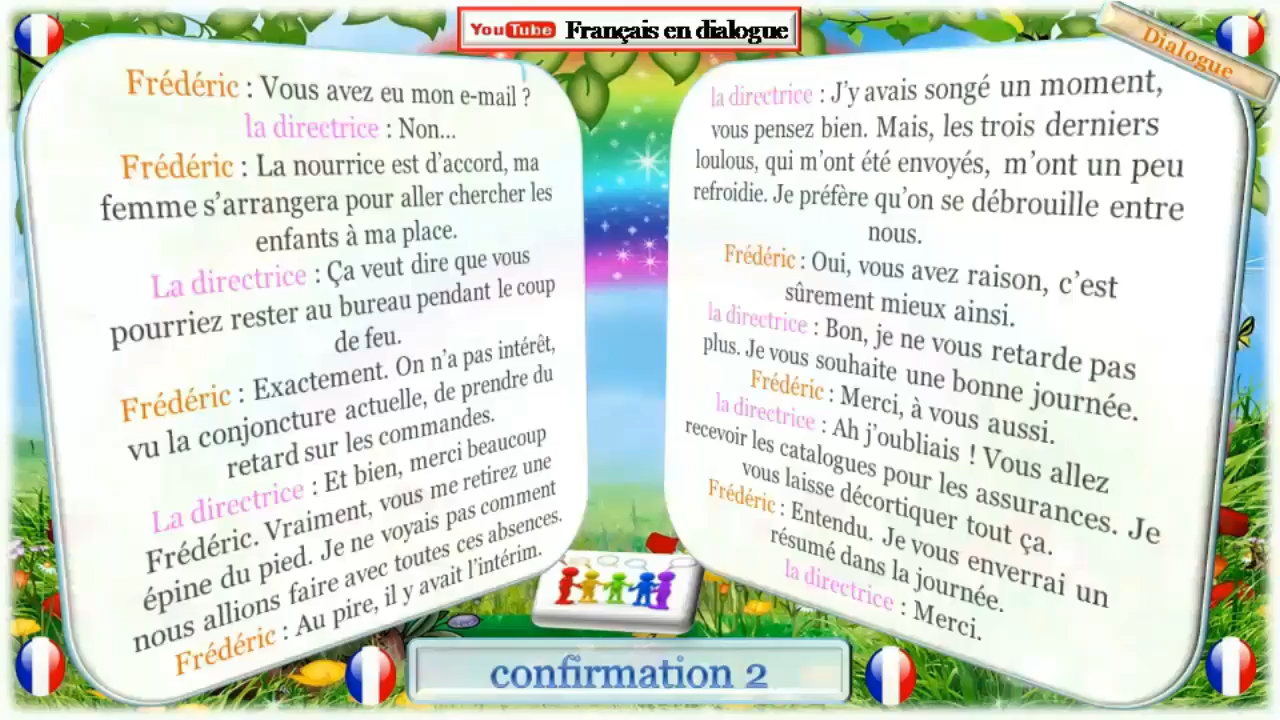 YouTube Français en dialogue
Dialogue
Frédéric : Vous avez eu mon e-mail ?
la directrice : Non...
Frédéric : La nourrice est d’accord, ma
femme s’arrangera pour aller chercher les
enfants à ma place.
La directrice : Ça veut dire que vous
pourriez rester au bureau pendant le coup
de feu.
Frédéric : Exactement. On n’a pas intérêt,
vu la conjoncture actuelle, de prendre du
retard sur les commandes.
La directrice : Et bien, merci beaucoup
Frédéric. Vraiment, vous me retirez une
épine du pied. Je ne voyais pas comment
nous allions faire avec toutes ces absences.
Frédéric : Au pire, il y avait l’intérim.
la directrice : J’y avais songé un moment,
vous pensez bien. Mais, les trois derniers
loulous, qui m’ont été envoyés, m’ont un peu
refroidie. Je préfère qu’on se débrouille entre
nous.
Frédéric : Oui, vous avez raison, c’est
sûrement mieux ainsi.
la directrice : Bon, je ne vous retarde pas
plus. Je vous souhaite une bonne journée.
Frédéric : Merci, à vous aussi.
la directrice : Ah j’oubliais ! Vous allez
recevoir les catalogues pour les assurances. Je
vous laisse décortiquer tout ça.
Frédéric : Entendu. Je vous enverrai un
résumé dans la journée.
la directrice : Merci.
confirmation 2